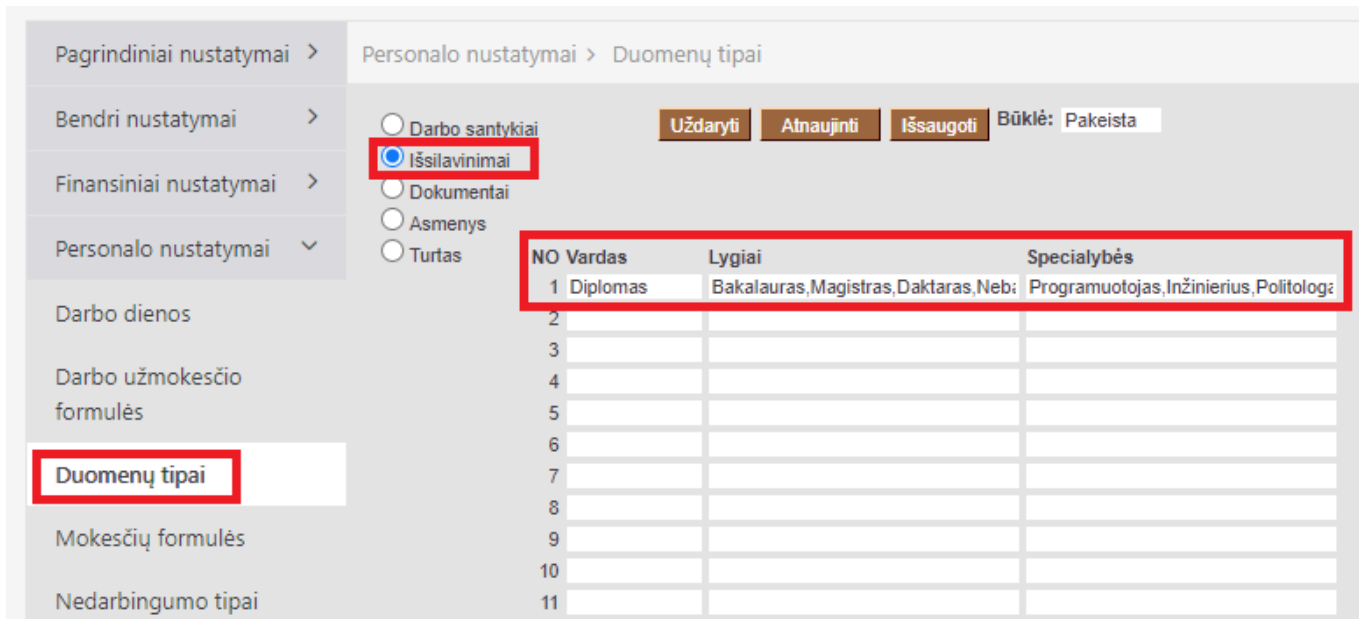 Pagrindiniai nustatymai
Bendri nustatymai
Finansiniai nustatymai
Personalo nustatymai
Darbo dienos
Darbo užmokesčio
formulės
Duomenų tipai
Mokesčių formulės
Nedarbingumo tipai
Personalo nustatymai > Duomenų tipai
Darbo santykiai
Išsilavinimai
Dokumentai
Asmenys
Turtas
Uždaryti Atnaujinti Išsaugoti Būklė: Pakeista
NO Vardas Lygiai Specialybės
1 Diplomas Bakalauras,Magistras,Daktaras, Programuotojas,Inžinierius,
2
3
4
5
6
7
8
9
10
11